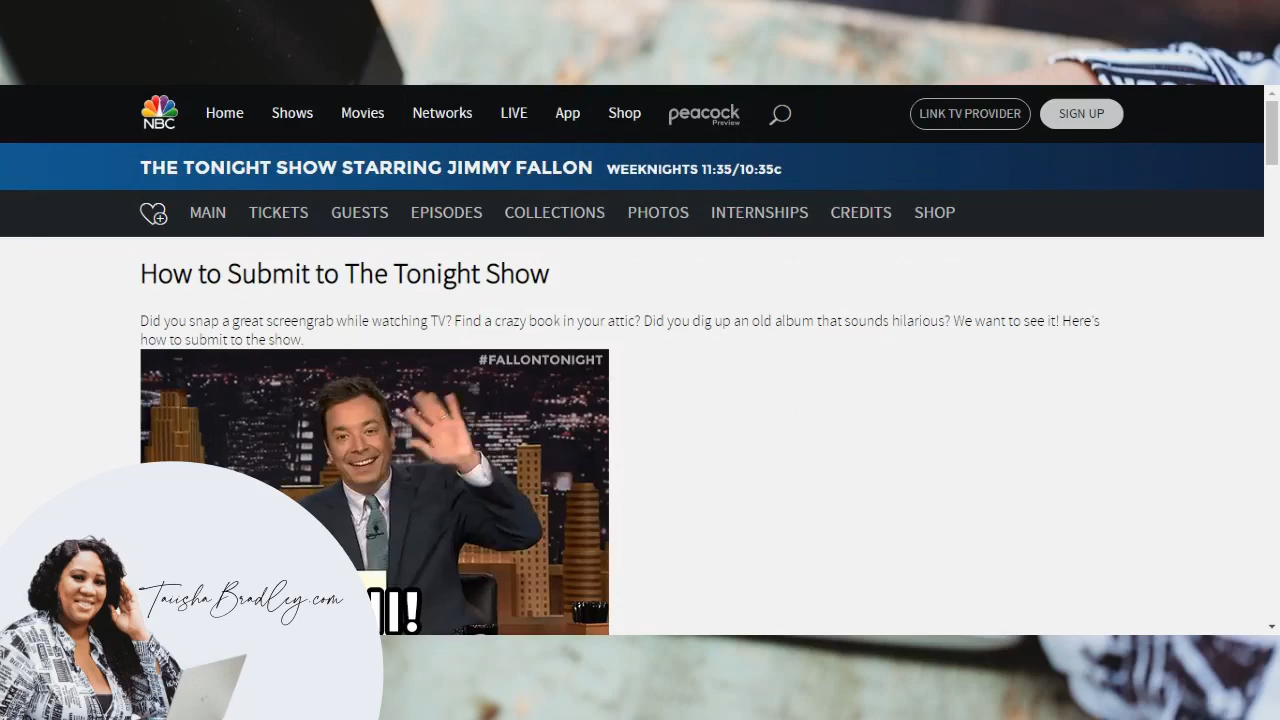 NBC
Home
Shows
Movies
Networks
LIVE
App
Shop
peacock
Preview
LINK TV PROVIDER
SIGN UP
THE TONIGHT SHOW STARRING JIMMY FALLON WEEKNIGHTS 11:35/10:35c
MAIN
TICKETS
GUESTS
EPISODES
COLLECTIONS
PHOTOS
INTERNSHIPS
CREDITS
SHOP
How to Submit to The Tonight Show
Did you snap a great screengrab while watching TV? Find a crazy book in your attic? Did you dig up an old album that sounds hilarious? We want to see it! Here's
how to submit to the show.
#FALLONTONIGHT
TaiishaBradley.com